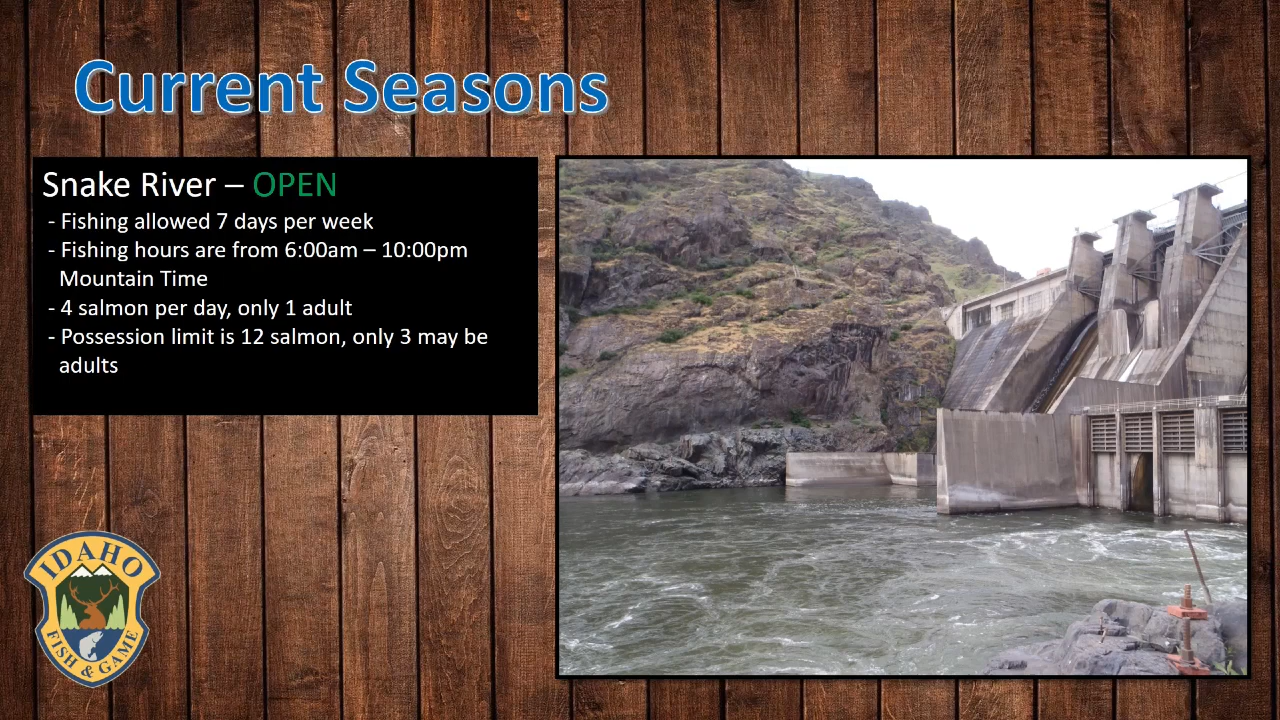 Current Seasons
Snake River – OPEN
- Fishing allowed 7 days per week
- Fishing hours are from 6:00am – 10:00pm
Mountain Time
- 4 salmon per day, only 1 adult
- Possession limit is 12 salmon, only 3 may be
adults
IDAHO
FISH & GAME